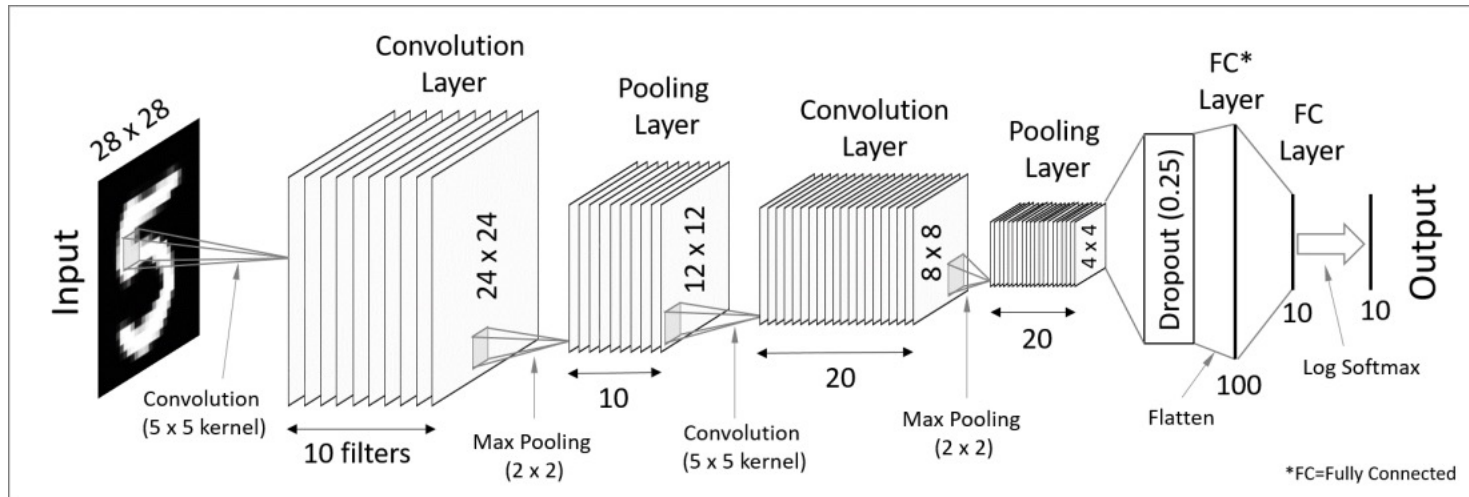 Input
28 x 28
Convolution
(5 x 5 kernel)
Convolution
Layer
24 x 24
10 filters
Max Pooling
(2 x 2)
Pooling
Layer
12 x 12
10
Convolution
(5 x 5 kernel)
Convolution
Layer
8 x 8
20
Max Pooling
(2 x 2)
Pooling
Layer
4 x 4
20
Dropout (0.25)
Flatten
FC*
Layer
100
FC
Layer
10
Log Softmax
10
Output
*FC=Fully Connected